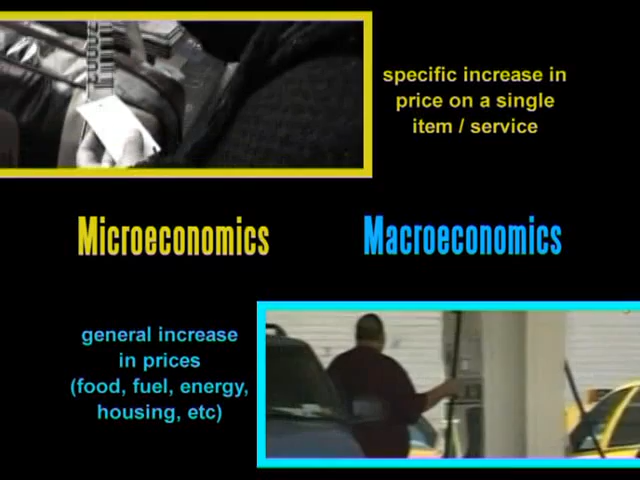 specific increase in
price on a single
item / service
Microeconomics
Macroeconomics
general increase
in prices
(food, fuel, energy,
housing, etc)